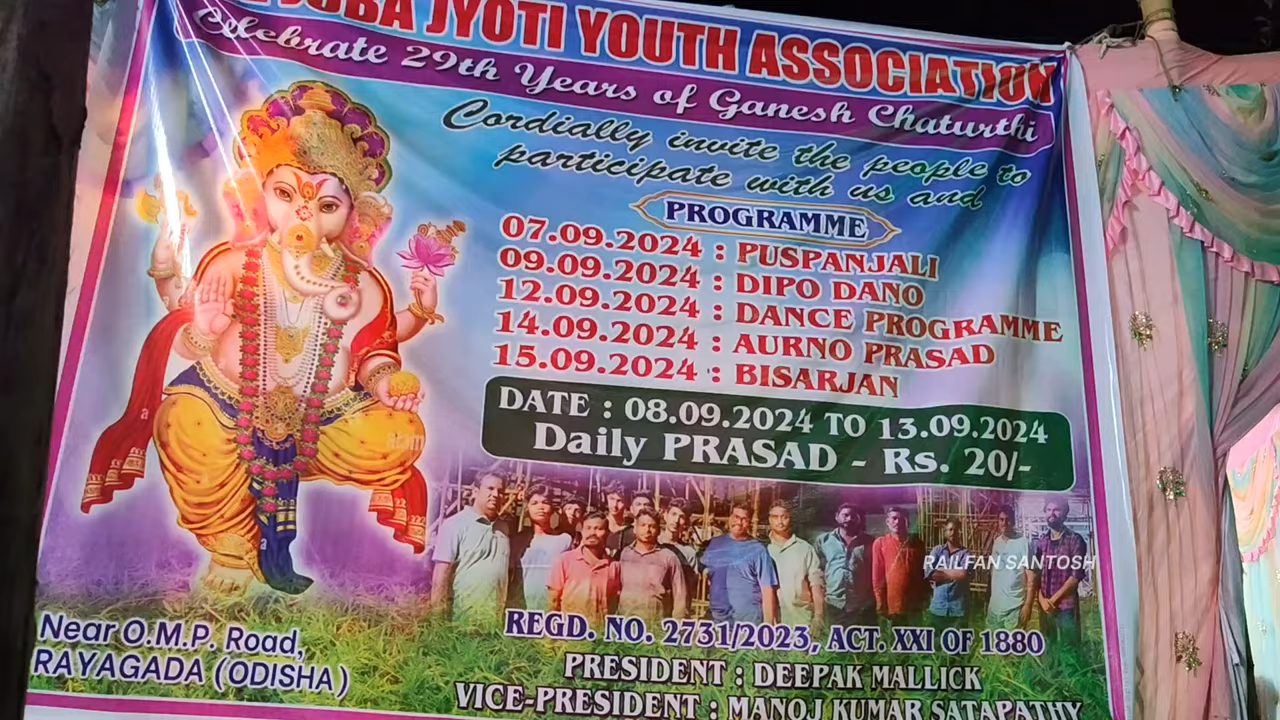 JYOTI YOUTH ASSOCIATION
Celebrate 29th Years of Ganesh Chaturthi
Cordially invite the people to
participate with us and
PROGRAMME
07.09.2024 : PUSPANJALI
09.09.2024 : DIPO DANO
12.09.2024 : DANCE PROGRAMME
14.09.2024 : AURNO PRASAD
15.09.2024 : BISARJAN
DATE : 08.09.2024 TO 13.09.2024
Daily PRASAD - Rs. 20/-
RAILFAN SANTOSH
Near O.M.P. Road,
RAYAGADA (ODISHA)
REGD. NO. 2731/2023, ACT. XXI OF 1880
PRESIDENT : DEEPAK MALLICK
VICE-PRESIDENT : MANOJ KUMAR SATAPATHY